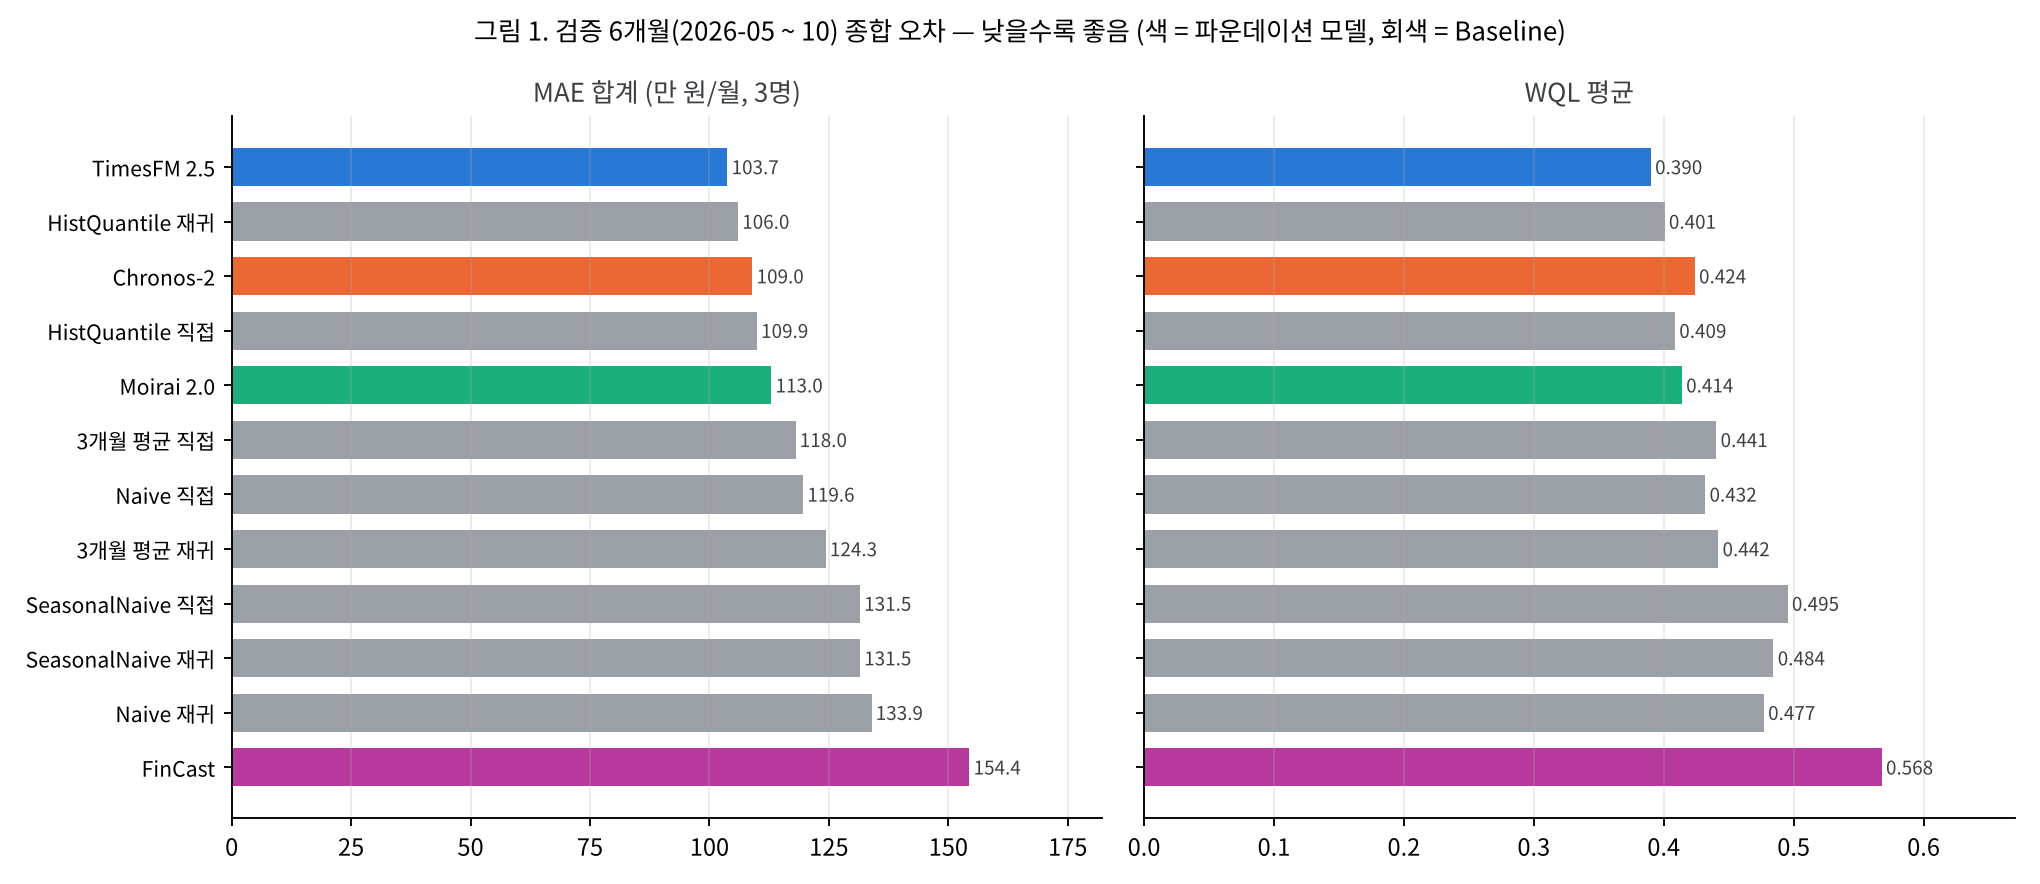 그림 1. 검증 6개월(2026-05 ~ 10) 종합 오차 — 낮을수록 좋음 (색 = 파운데이션 모델, 회색 = Baseline)
MAE 합계 (만 원/월, 3명)
TimesFM 2.5 103.7
HistQuantile 재귀 106.0
Chronos-2 109.0
HistQuantile 직접 109.9
Moirai 2.0 113.0
3개월 평균 직접 118.0
Naive 직접 119.6
3개월 평균 재귀 124.3
SeasonalNaive 직접 131.5
SeasonalNaive 재귀 131.5
Naive 재귀 133.9
FinCast 154.4
0 25 50 75 100 125 150 175
WQL 평균
0.390
0.401
0.424
0.409
0.414
0.441
0.432
0.442
0.495
0.484
0.477
0.568
0.0 0.1 0.2 0.3 0.4 0.5 0.6